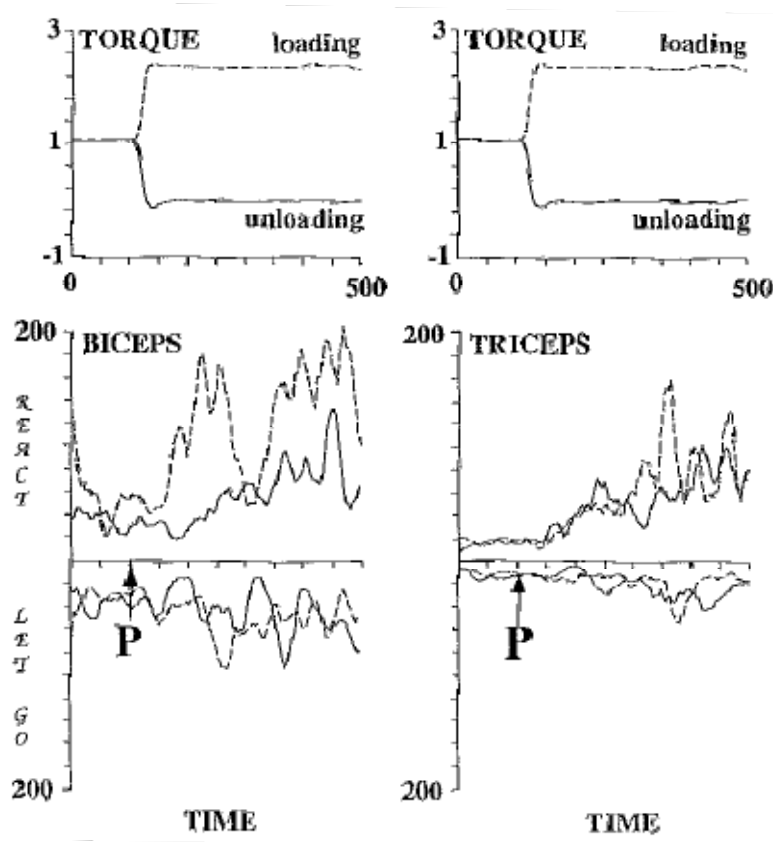 3 TORQUE loading
1
unloading
-1
0 500
3 TORQUE loading
1
unloading
-1
0 500
200 BICEPS
REACT
P
LET GO
200
TIME
200 TRICEPS
P
200
TIME